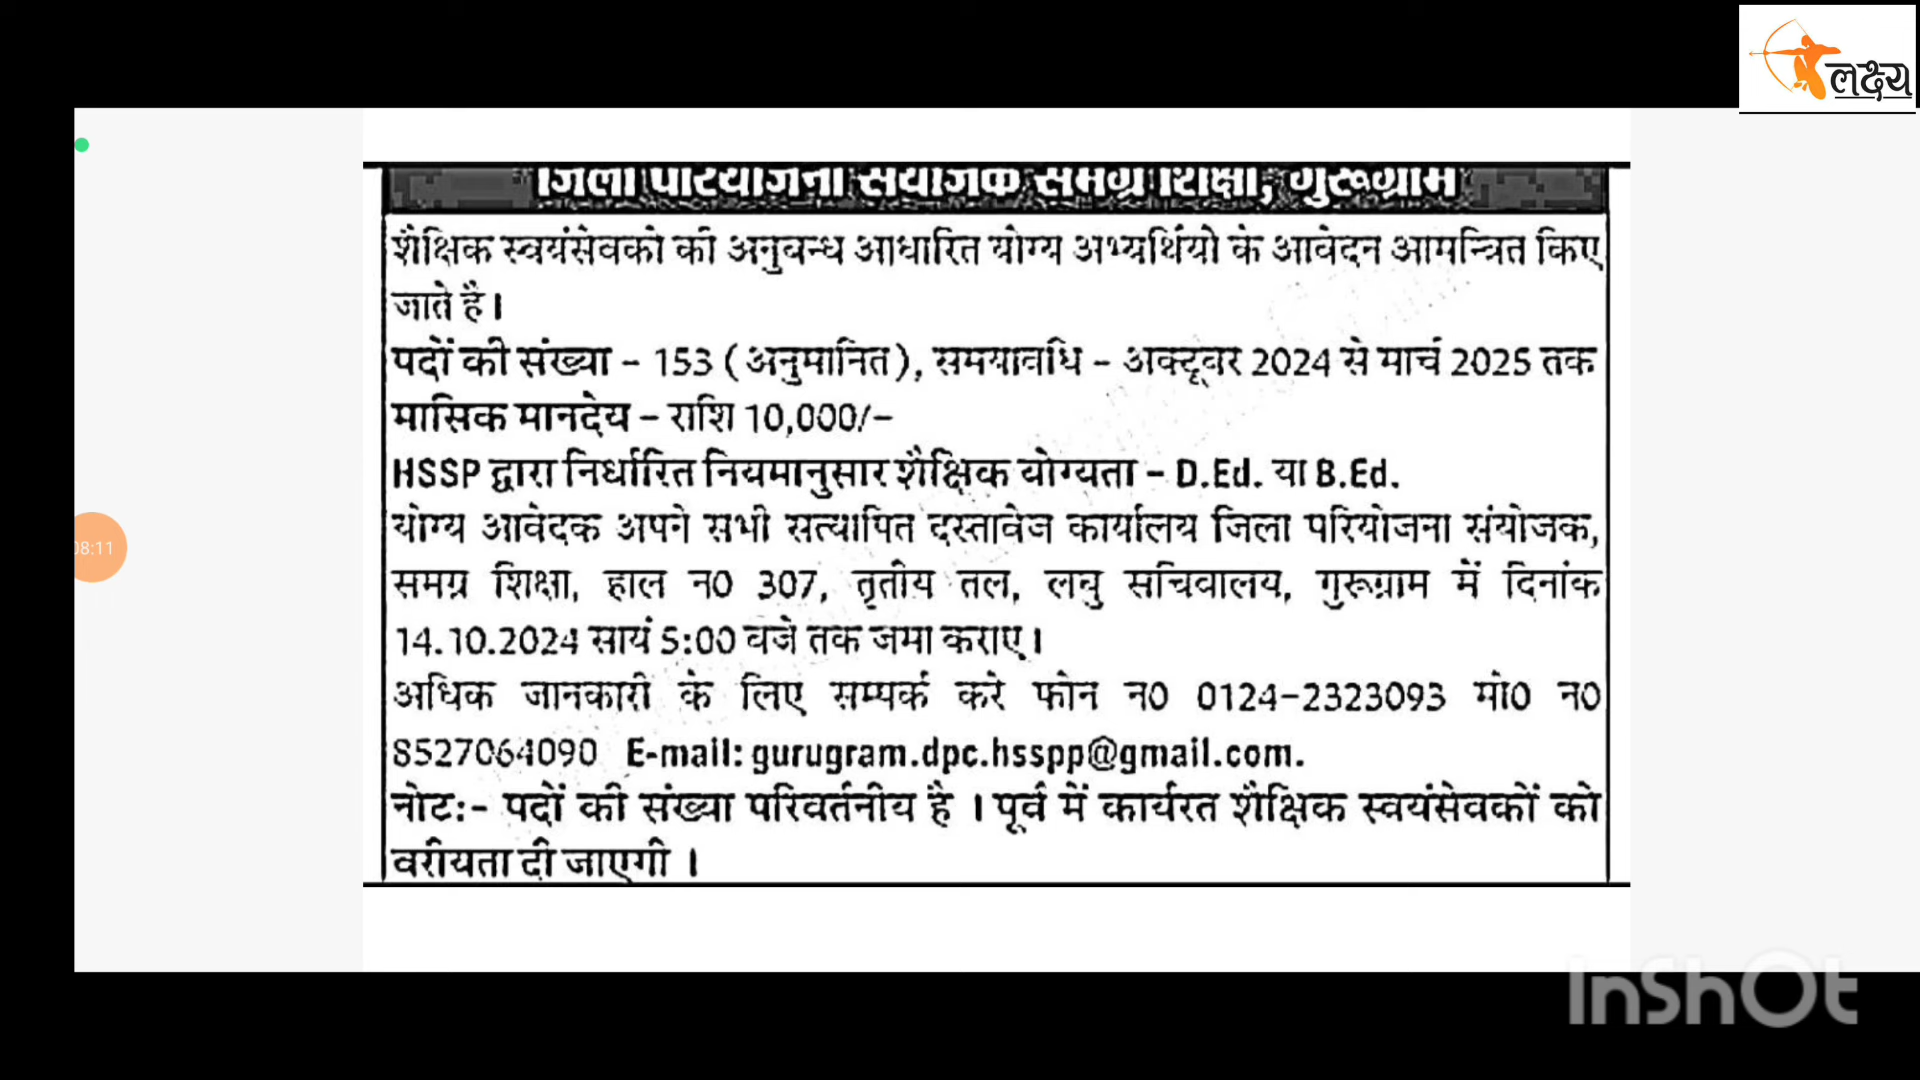 लक्ष्य
जिला परियोजना संयोजक समग्र शिक्षा, गुरूग्राम
शैक्षिक स्वयंसेवको की अनुबन्ध आधारित योग्य अभ्यर्थियो के आवेदन आमन्त्रित किए
जाते है।
पदों की संख्या – 153 (अनुमानित), समयावधि – अक्टूबर 2024 से मार्च 2025 तक
मासिक मानदेय – राशि 10,000/–
HSSP द्वारा निर्धारित नियमानुसार शैक्षिक योग्यता – D.Ed. या B.Ed.
योग्य आवेदक अपने सभी सत्यापित दस्तावेज कार्यालय जिला परियोजना संयोजक,
समग्र शिक्षा, हाल न0 307, तृतीय तल, लघु सचिवालय, गुरूग्राम में दिनांक
14.10.2024 सायं 5:00 बजे तक जमा कराए।
अधिक जानकारी के लिए सम्पर्क करे फोन न0 0124–2323093 मो0 न0
8527064090 E-mail: gurugram.dpc.hsspp@gmail.com.
नोट:- पदों की संख्या परिवर्तनीय है । पूर्व में कार्यरत शैक्षिक स्वयंसेवकों को
वरीयता दी जाएगी ।
08:11
InShOt